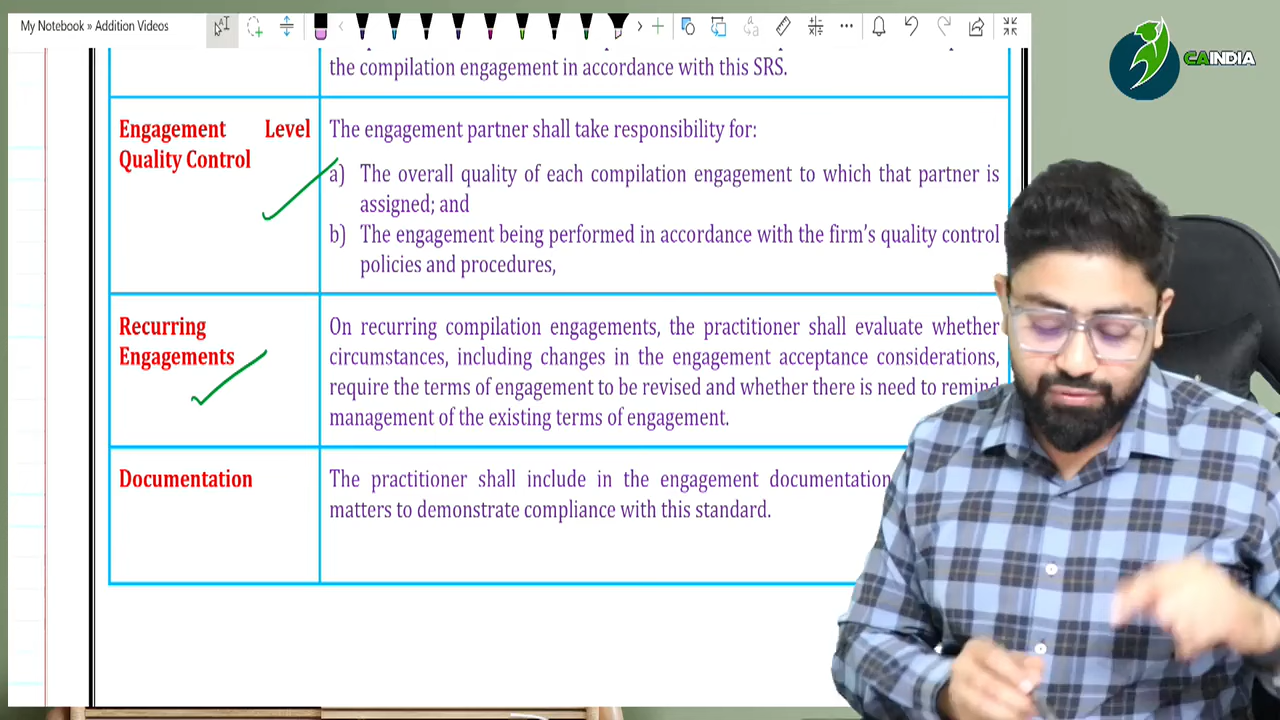 My Notebook » Addition Videos
CAINDIA
the compilation engagement in accordance with this SRS.
Engagement Level
Quality Control
The engagement partner shall take responsibility for:
a) The overall quality of each compilation engagement to which that partner is
assigned; and
b) The engagement being performed in accordance with the firm's quality control
policies and procedures,
Recurring
Engagements
On recurring compilation engagements, the practitioner shall evaluate whether
circumstances, including changes in the engagement acceptance considerations,
require the terms of engagement to be revised and whether there is need to remind
management of the existing terms of engagement.
Documentation
The practitioner shall include in the engagement documentation
matters to demonstrate compliance with this standard.